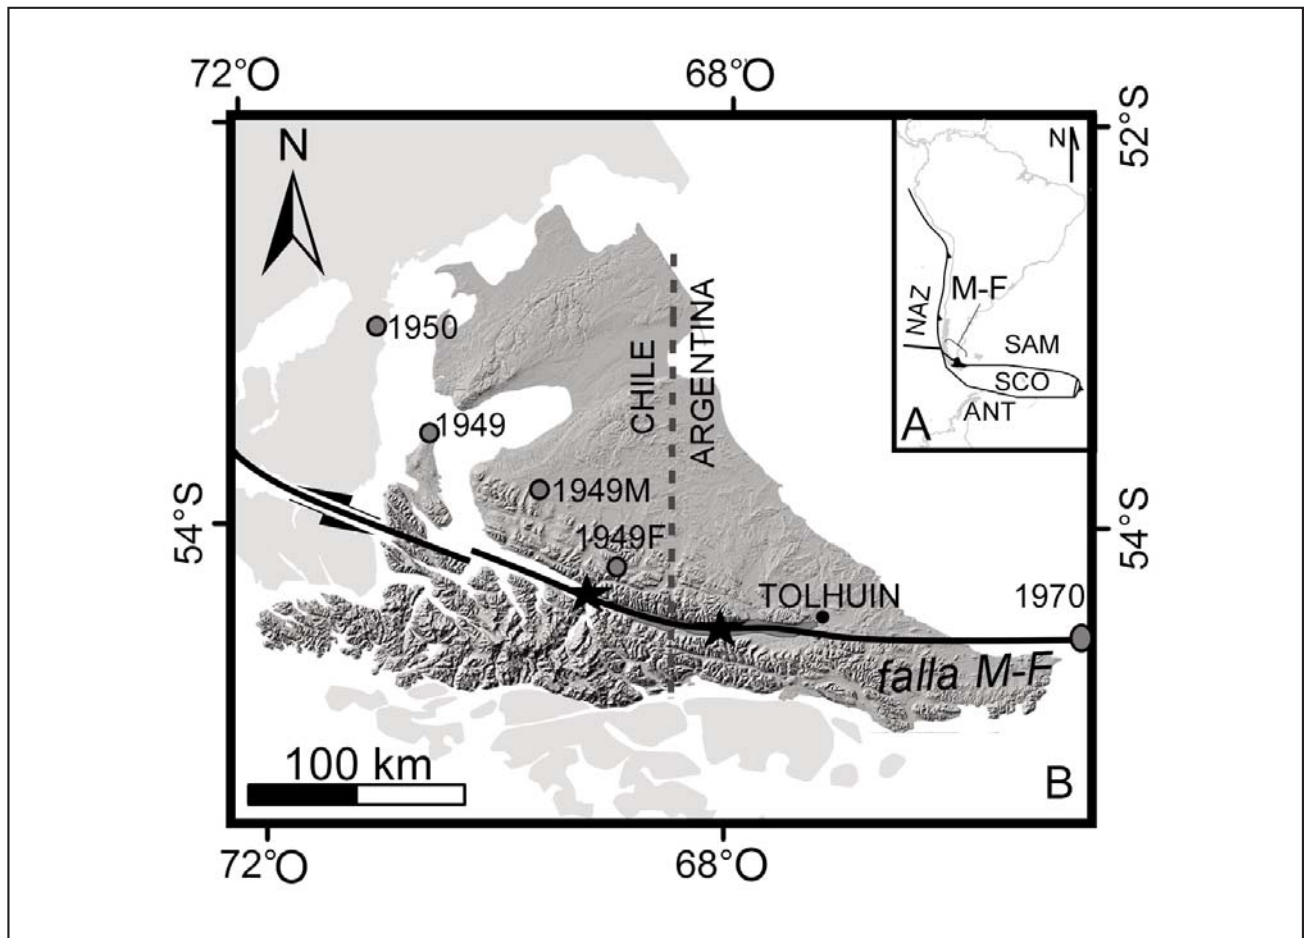 72°O
68°O
52°S
N
N
NAZ
M-F
SAM
SCO
ANT
A
CHILE
ARGENTINA
1950
1949
1949M
1949F
54°S
54°S
TOLHUIN
1970
falla M-F
100 km
B
72°O
68°O